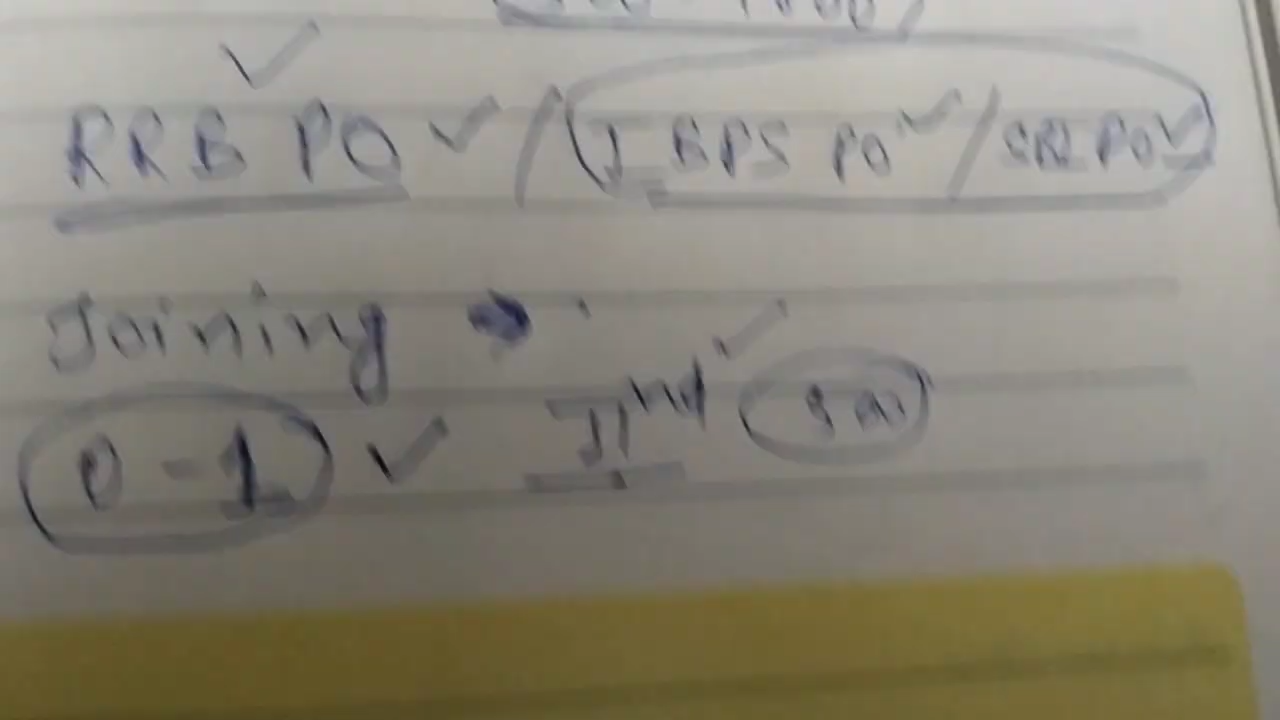 RRB PO / (IBPS PO / SBI PO)
Joining
0-1 IInd